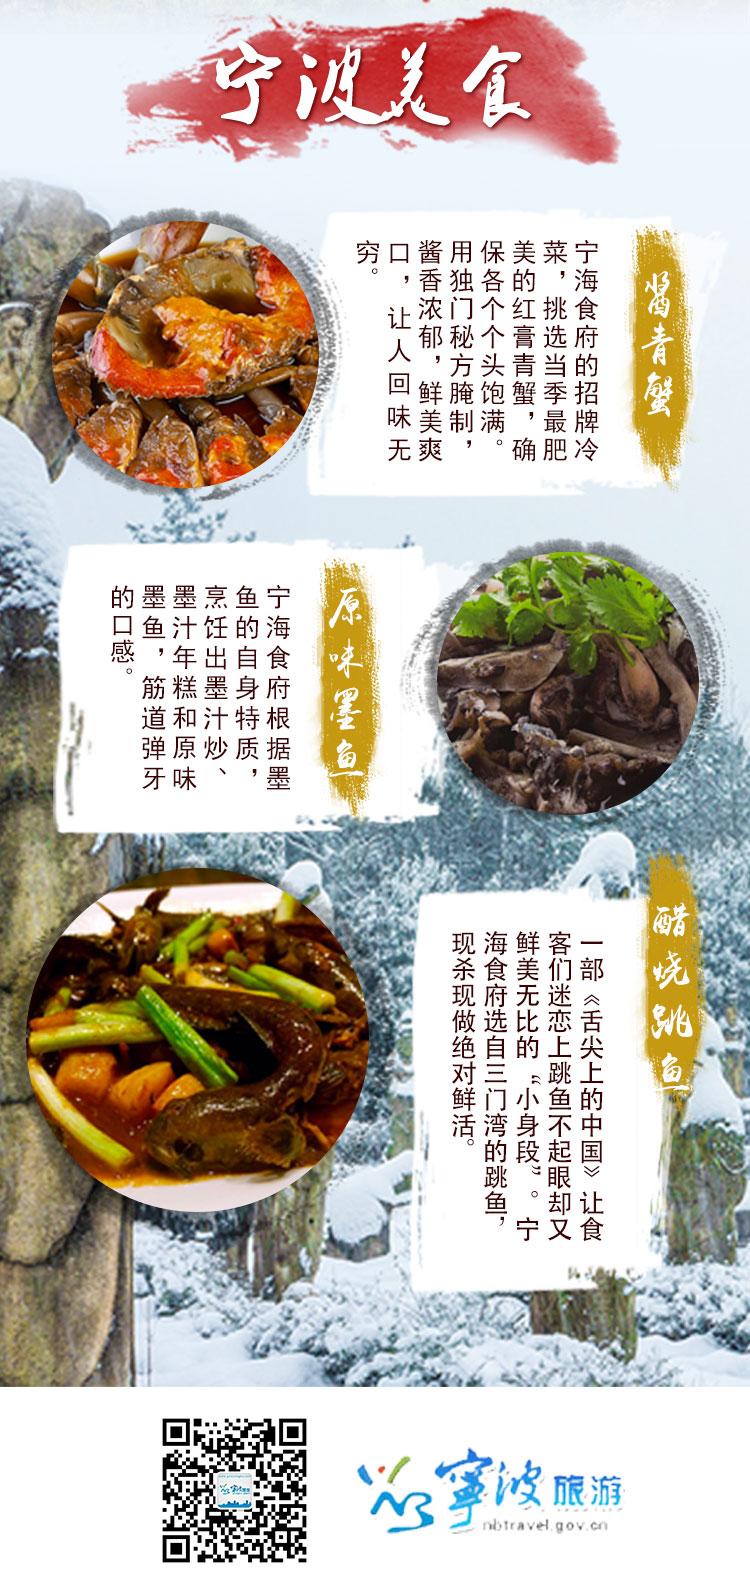 宁波美食
酱青蟹
宁海食府的招牌冷
菜，挑选当季最肥
美的红膏青蟹，确
保各个个头饱满。
用独门秘方腌制，
酱香浓郁，鲜美爽
口，让人回味无
穷。
原味墨鱼
宁海食府根据墨
鱼的自身特质，
烹饪出墨汁炒、
墨汁年糕和原味
墨鱼，筋道弹牙
的口感。
醋烧跳鱼
一部《舌尖上的中国》让食
客们迷恋上跳鱼不起眼却又
鲜美无比的“小身段”。宁
海食府选自三门湾的跳鱼，
现杀现做绝对鲜活。
寧波旅游
nbtravel.gov.cn